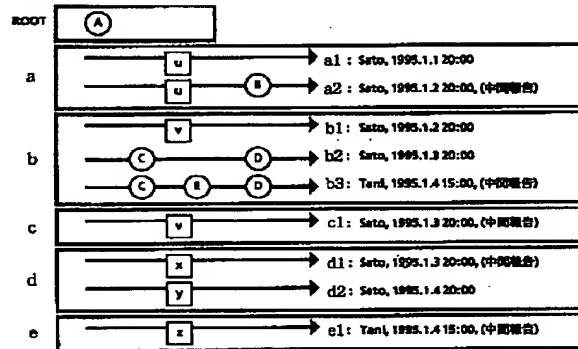 ROOT A
u a1 : Sato, 1995.1.1 20:00
a u B a2 : Sato, 1995.1.2 20:00, (中間報告)
v b1: Sato, 1995.1.2 20:00
b C D b2: Sato, 1995.1.3 20:00
C E D b3: Tani, 1995.1.4 15:00, (中間報告)
c v c1: Sato, 1995.1.3 20:00, (中間報告)
x d1: Sato, 1995.1.3 20:00, (中間報告)
d y d2: Sato, 1995.1.4 20:00
e z e1: Tani, 1995.1.4 15:00, (中間報告)